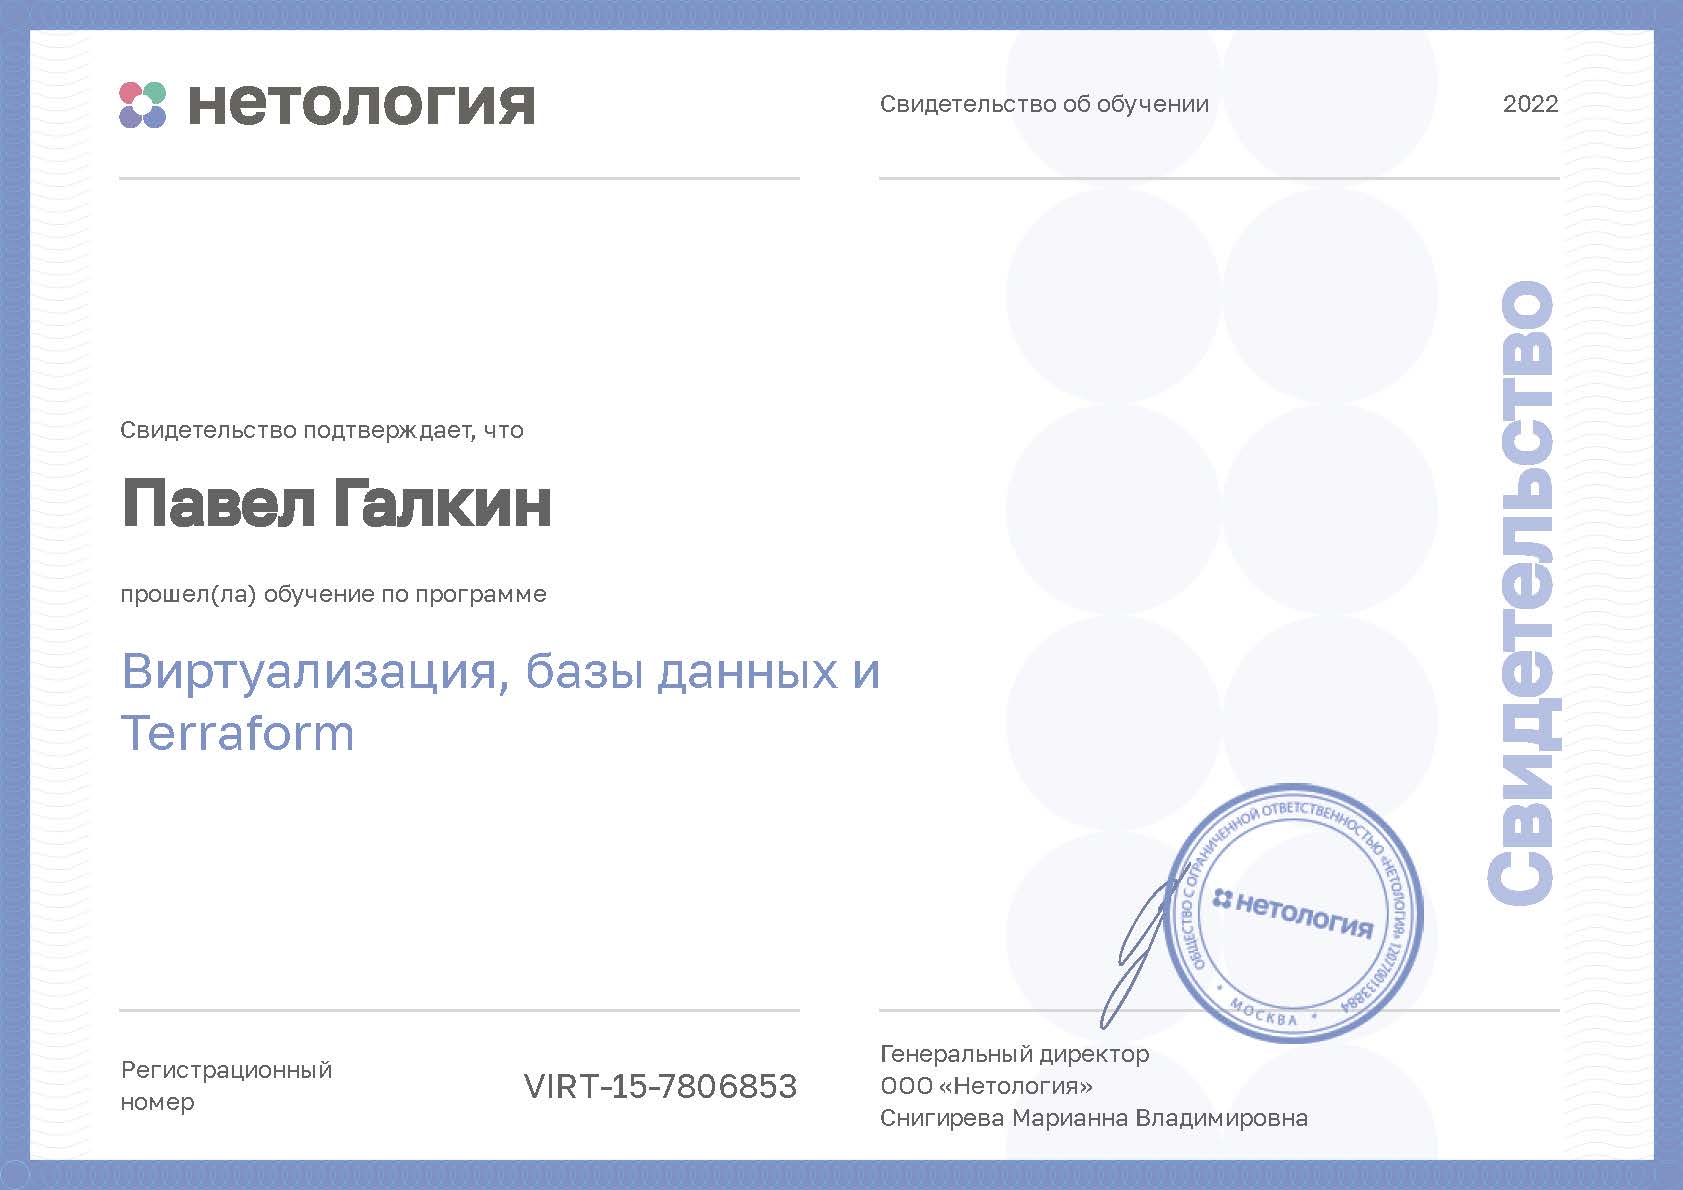 нетология
Свидетельство об обучении
2022
Свидетельство подтверждает, что
Павел Галкин
прошел(ла) обучение по программе
Виртуализация, базы данных и
Terraform
Свидетельство
ОБЩЕСТВО С ОГРАНИЧЕННОЙ ОТВЕТСТВЕННОСТЬЮ «НЕТОЛОГИЯ» 1207700133884
нетология
* МОСКВА *
Регистрационный
номер
VIRT-15-7806853
Генеральный директор
ООО «Нетология»
Снигирева Марианна Владимировна